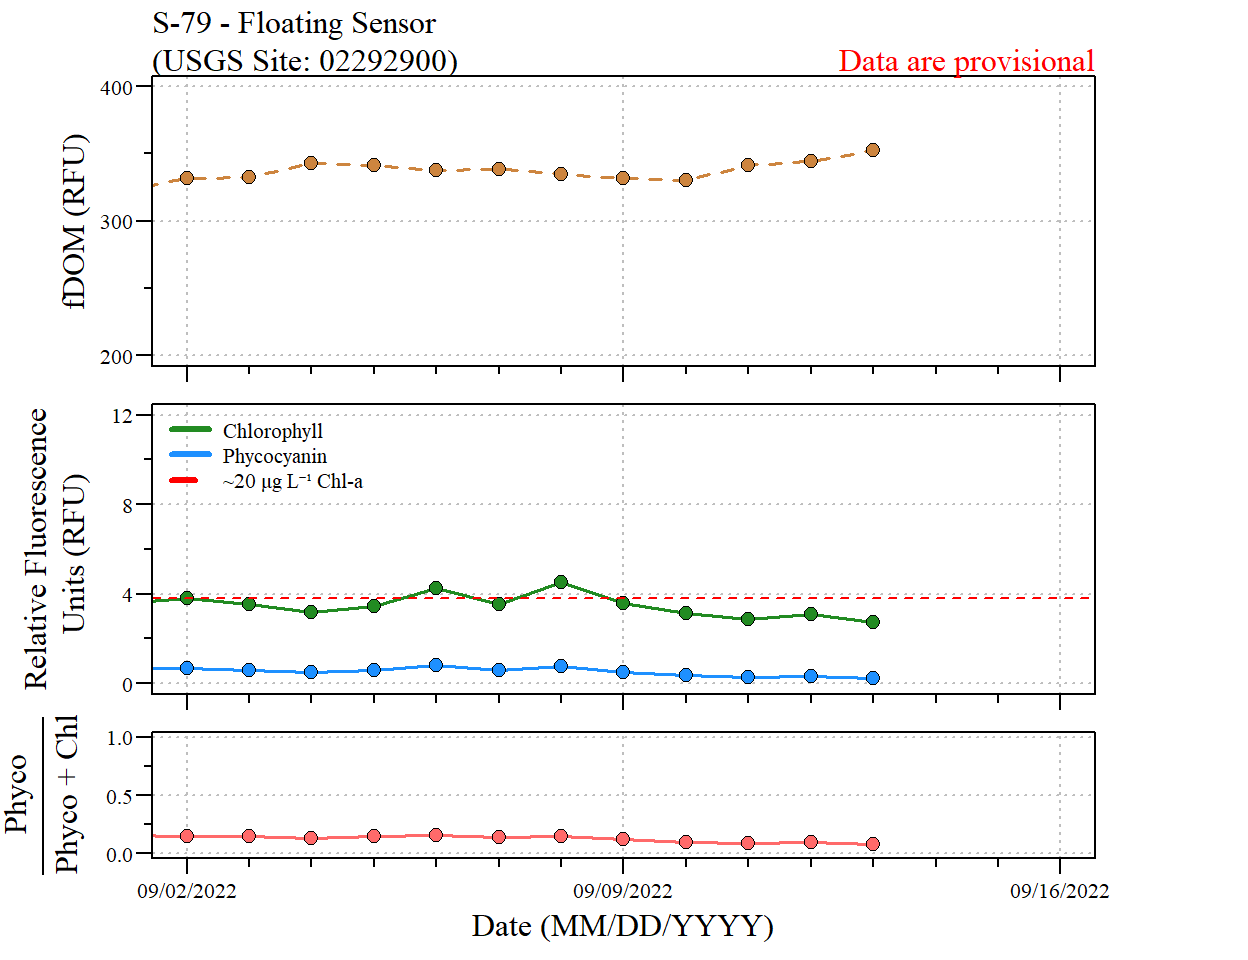 S-79 - Floating Sensor
(USGS Site: 02292900)
Data are provisional
fDOM (RFU)
400
300
200
Relative Fluorescence
Units (RFU)
12
8
4
0
Chlorophyll
Phycocyanin
~20 μg L⁻¹ Chl-a
Phyco
Phyco + Chl
1.0
0.5
0.0
09/02/2022
09/09/2022
09/16/2022
Date (MM/DD/YYYY)